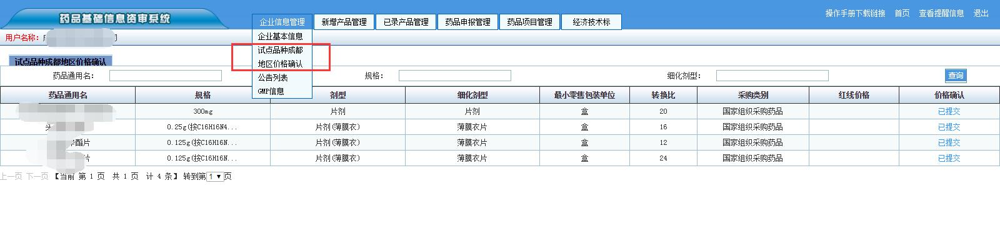 药品基础信息资审系统
操作手册下载链接 首页 查看提醒信息 退出
企业信息管理 新增产品管理 已录产品管理 药品申报管理 药品项目管理 经济技术标
用户名称: 司
企业基本信息
试点品种成都
地区价格确认
公告列表
GMP信息
试点品种成都地区价格确认
药品通用名: 规格: 细化剂型: 查询
药品通用名 规格 剂型 细化剂型 最小零售包装单位 转换比 采购类别 红线价格 价格确认
300mg 片剂 片剂 盒 20 国家组织采购药品 已提交
0.25g(按C16H16N4... 片剂(薄膜衣) 薄膜衣片 盒 16 国家组织采购药品 已提交
酯片 0.125g(按C16H16N... 片剂(薄膜衣) 薄膜衣片 盒 12 国家组织采购药品 已提交
片 0.125g(按C16H16N... 片剂(薄膜衣) 薄膜衣片 盒 24 国家组织采购药品 已提交
上一页 下一页 【当前 第 1 页 共 1 页 计 4 条】 转到第 1 页